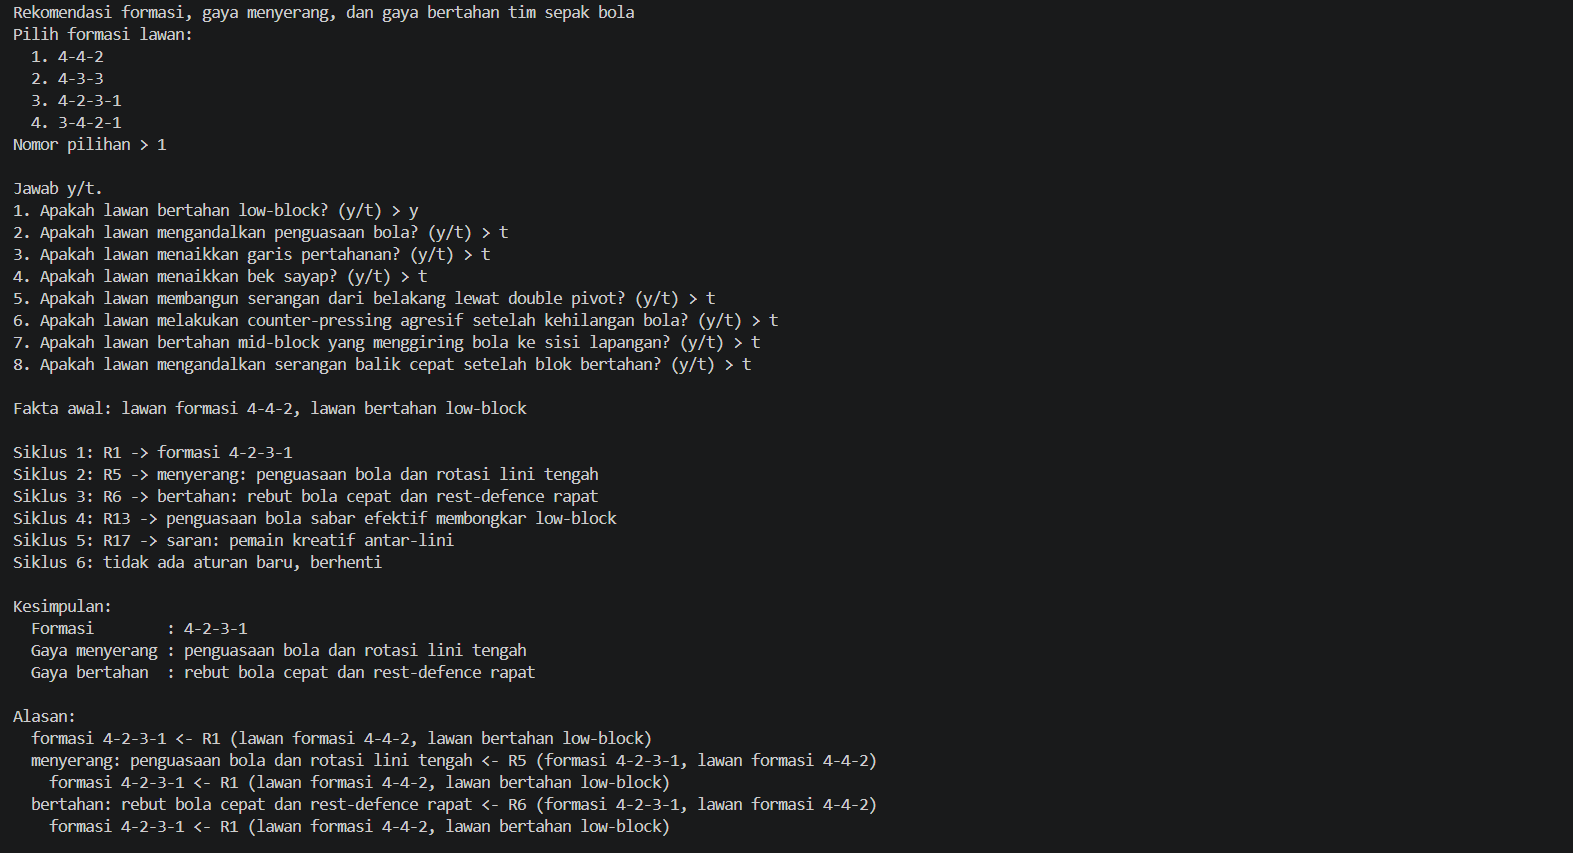 Rekomendasi formasi, gaya menyerang, dan gaya bertahan tim sepak bola
Pilih formasi lawan:
  1. 4-4-2
  2. 4-3-3
  3. 4-2-3-1
  4. 3-4-2-1
Nomor pilihan > 1

Jawab y/t.
1. Apakah lawan bertahan low-block? (y/t) > y
2. Apakah lawan mengandalkan penguasaan bola? (y/t) > t
3. Apakah lawan menaikkan garis pertahanan? (y/t) > t
4. Apakah lawan menaikkan bek sayap? (y/t) > t
5. Apakah lawan membangun serangan dari belakang lewat double pivot? (y/t) > t
6. Apakah lawan melakukan counter-pressing agresif setelah kehilangan bola? (y/t) > t
7. Apakah lawan bertahan mid-block yang menggiring bola ke sisi lapangan? (y/t) > t
8. Apakah lawan mengandalkan serangan balik cepat setelah blok bertahan? (y/t) > t

Fakta awal: lawan formasi 4-4-2, lawan bertahan low-block

Siklus 1: R1 -> formasi 4-2-3-1
Siklus 2: R5 -> menyerang: penguasaan bola dan rotasi lini tengah
Siklus 3: R6 -> bertahan: rebut bola cepat dan rest-defence rapat
Siklus 4: R13 -> penguasaan bola sabar efektif membongkar low-block
Siklus 5: R17 -> saran: pemain kreatif antar-lini
Siklus 6: tidak ada aturan baru, berhenti

Kesimpulan:
  Formasi        : 4-2-3-1
  Gaya menyerang : penguasaan bola dan rotasi lini tengah
  Gaya bertahan  : rebut bola cepat dan rest-defence rapat

Alasan:
  formasi 4-2-3-1 <- R1 (lawan formasi 4-4-2, lawan bertahan low-block)
  menyerang: penguasaan bola dan rotasi lini tengah <- R5 (formasi 4-2-3-1, lawan formasi 4-4-2)
    formasi 4-2-3-1 <- R1 (lawan formasi 4-4-2, lawan bertahan low-block)
  bertahan: rebut bola cepat dan rest-defence rapat <- R6 (formasi 4-2-3-1, lawan formasi 4-4-2)
    formasi 4-2-3-1 <- R1 (lawan formasi 4-4-2, lawan bertahan low-block)